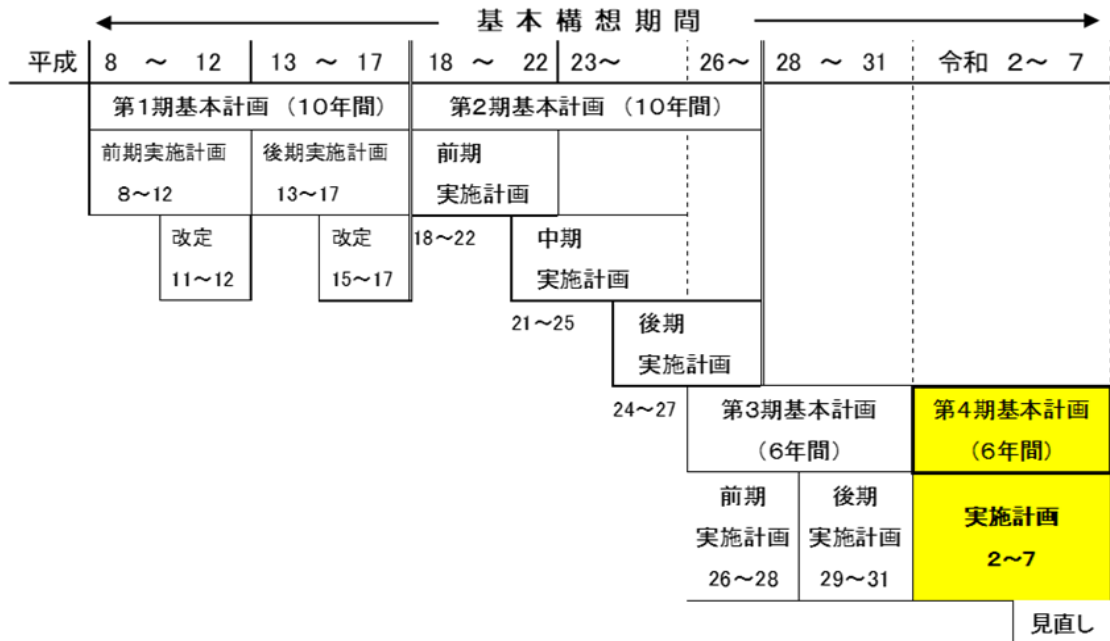 基本構想期間
平成 8 ～ 12 13 ～ 17 18 ～ 22 23～ 26～ 28 ～ 31 令和 2～ 7
第1期基本計画（10年間） 第2期基本計画（10年間）
前期実施計画 後期実施計画 前期
8～12 13～17 実施計画
改定 改定 18～22 中期
11～12 15～17 実施計画
21～25 後期
実施計画
24～27 第3期基本計画 第4期基本計画
（6年間） （6年間）
前期 後期
実施計画 実施計画 実施計画
26～28 29～31 2～7
見直し